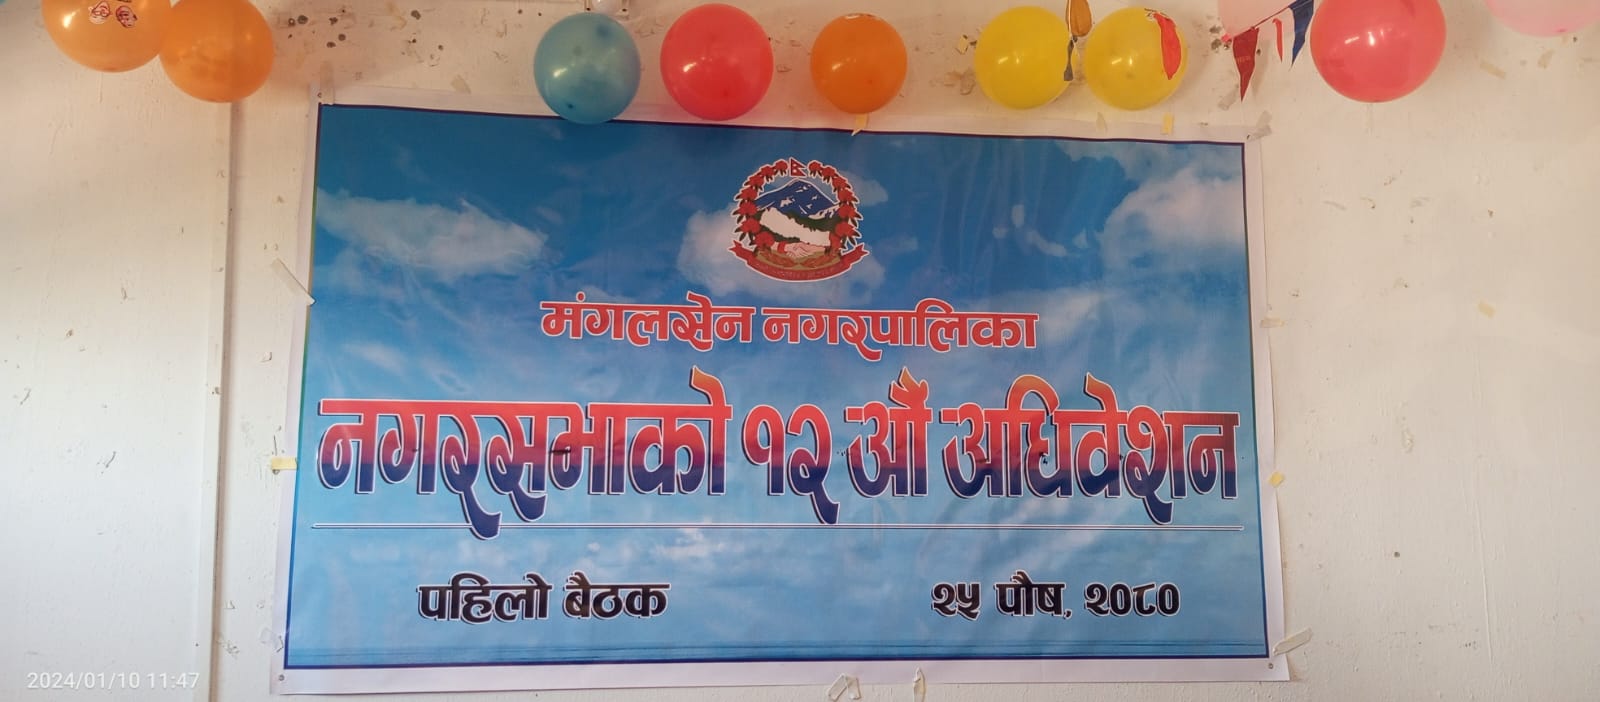 मंगलसेन नगरपालिका
नगरसभाको १२ औं अधिवेशन
पहिलो बैठक २५ पौष, २०८०
2024/01/10 11:47